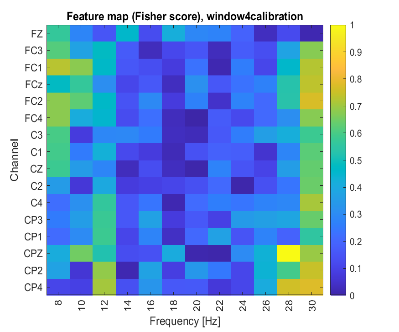 Feature map (Fisher score), window4calibration
Channel
FZ
FC3
FC1
FCz
FC2
FC4
C3
C1
CZ
C2
C4
CP3
CP1
CPZ
CP2
CP4
8 10 12 14 16 18 20 22 24 26 28 30
Frequency [Hz]
1
0.9
0.8
0.7
0.6
0.5
0.4
0.3
0.2
0.1
0